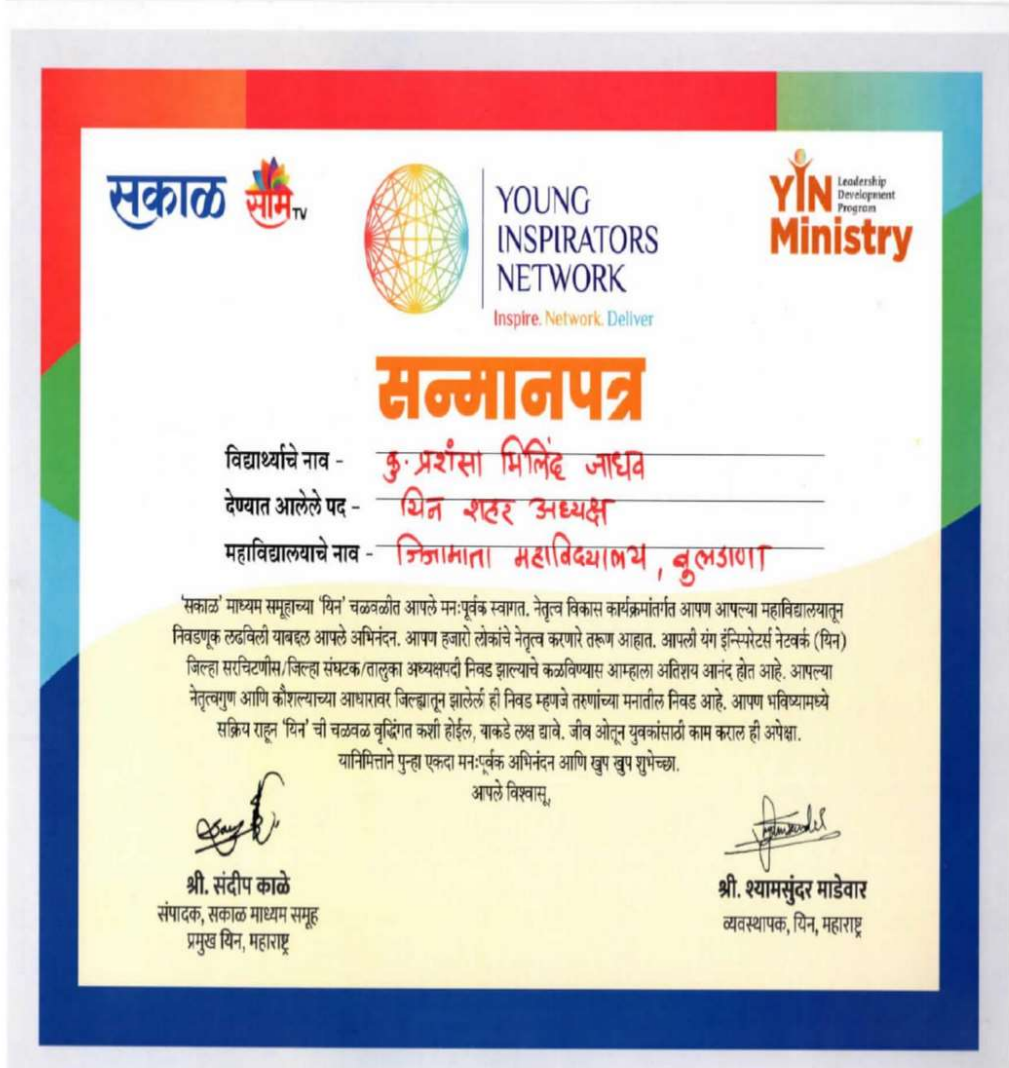 सकाळ साम TV
YOUNG
INSPIRATORS
NETWORK
Inspire. Network. Deliver
YIN Leadership
Development
Program
Ministry
सन्मानपत्र
विद्यार्थ्याचे नाव - कु. प्रशंसा मिलिंद जाधव
देण्यात आलेले पद - यिन शहर अध्यक्ष
महाविद्यालयाचे नाव - जिजामाता महाविद्यालय, बुलडाणा
'सकाळ' माध्यम समूहाच्या 'यिन' चळवळीत आपले मनःपूर्वक स्वागत. नेतृत्व विकास कार्यक्रमांतर्गत आपण आपल्या महाविद्यालयातून
निवडणूक लढविली याबद्दल आपले अभिनंदन. आपण हजारो लोकांचे नेतृत्व करणारे तरूण आहात. आपली यंग इंन्स्पिरेटर्स नेटवर्क (यिन)
जिल्हा सरचिटणीस/जिल्हा संघटक/तालुका अध्यक्षपदी निवड झाल्याचे कळविण्यास आम्हाला अतिशय आनंद होत आहे. आपल्या
नेतृत्वगुण आणि कौशल्याच्या आधारावर जिल्ह्यातून झालेली ही निवड म्हणजे तरुणांच्या मनातील निवड आहे. आपण भविष्यामध्ये
सक्रिय राहून 'यिन' ची चळवळ वृद्धिंगत कशी होईल, याकडे लक्ष द्यावे. जीव ओतून युवकांसाठी काम कराल ही अपेक्षा.
यानिमित्ताने पुन्हा एकदा मनःपूर्वक अभिनंदन आणि खुप खुप शुभेच्छा.
आपले विश्वासू,
श्री. संदीप काळे
संपादक, सकाळ माध्यम समूह
प्रमुख यिन, महाराष्ट्र
श्री. श्यामसुंदर माडेवार
व्यवस्थापक, यिन, महाराष्ट्र